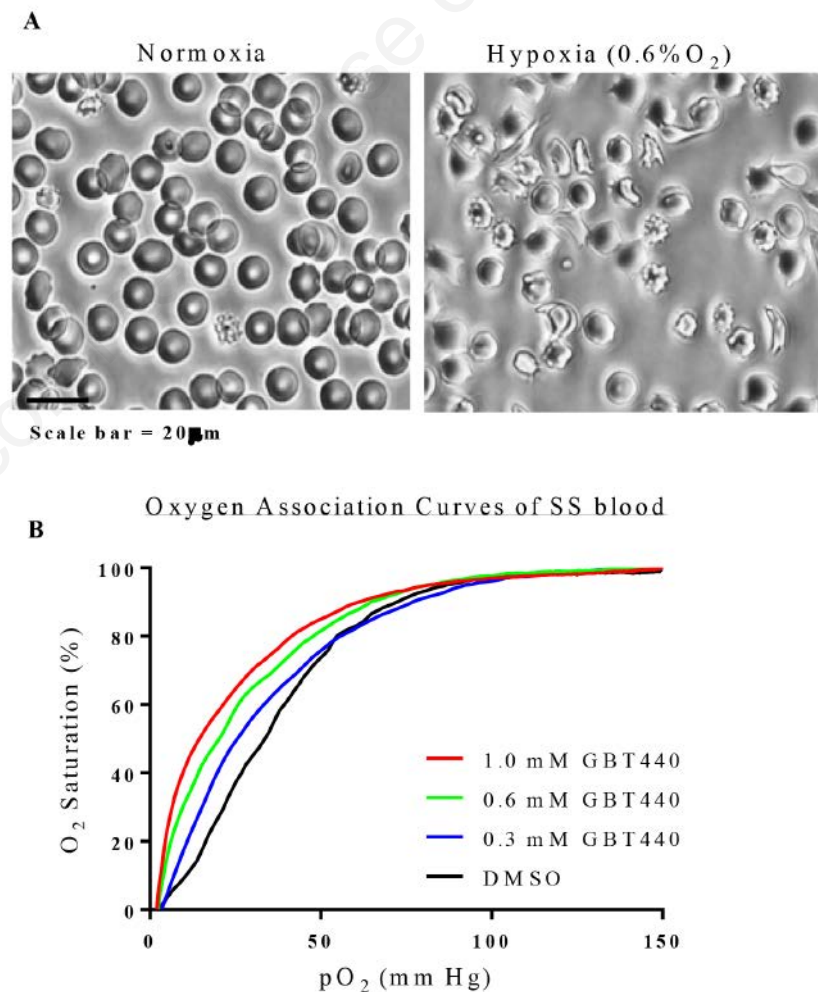 A
Normoxia
Hypoxia (0.6%O₂)
Scale bar = 20μm
Oxygen Association Curves of SS blood
B
100
80
60
40
20
0
O₂ Saturation (%)
1.0 mM GBT440
0.6 mM GBT440
0.3 mM GBT440
DMSO
0
50
100
150
pO₂ (mm Hg)